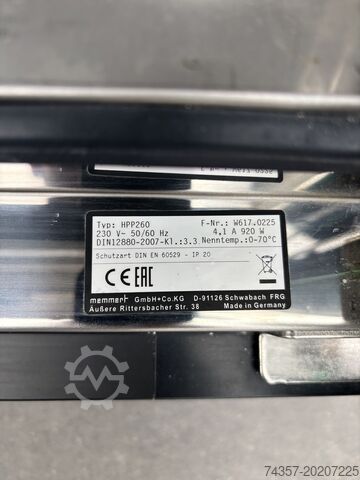 Typ: HPP260 F-Nr.: W617.0225
230 V~ 50/60 Hz 4,1 A 920 W
DIN12880-2007-Kl.:3.3 Nenntemp.:0-70°C
Schutzart DIN EN 60529 - IP 20
CE EAC
memmert GmbH+Co.KG D-91126 Schwabach FRG
Äußere Rittersbacher Str. 38 Made in Germany
74357-20207225